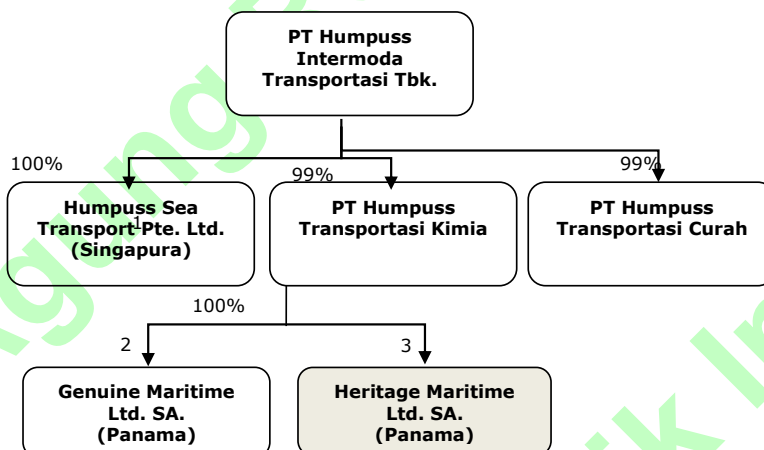 PT Humpuss
Intermoda
Transportasi Tbk.
100%
99%
99%
Humpuss Sea
Transport Pte. Ltd.
(Singapura)
1
PT Humpuss
Transportasi Kimia
PT Humpuss
Transportasi Curah
100%
2
3
Genuine Maritime
Ltd. SA.
(Panama)
Heritage Maritime
Ltd. SA.
(Panama)
gung